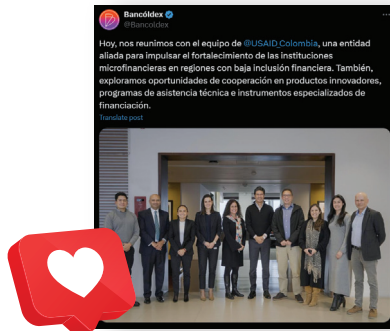 Bancóldex
@Bancoldex
Hoy, nos reunimos con el equipo de @USAID_Colombia, una entidad
aliada para impulsar el fortalecimiento de las instituciones
microfinancieras en regiones con baja inclusión financiera. También,
exploramos oportunidades de cooperación en productos innovadores,
programas de asistencia técnica e instrumentos especializados de
financiación.
Translate post